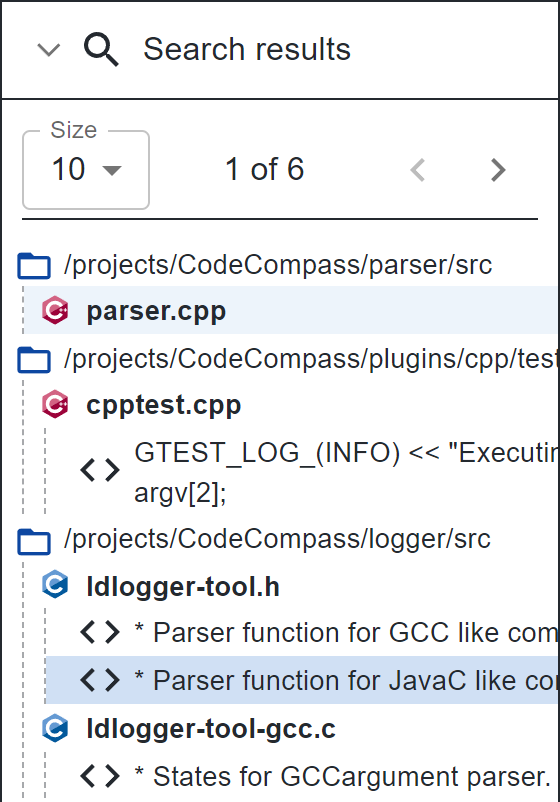 Search results
Size
10
1 of 6
/projects/CodeCompass/parser/src
parser.cpp
/projects/CodeCompass/plugins/cpp/test
cpptest.cpp
GTEST_LOG_(INFO) << "Executin
argv[2];
/projects/CodeCompass/logger/src
ldlogger-tool.h
* Parser function for GCC like com
* Parser function for JavaC like co
ldlogger-tool-gcc.c
* States for GCCargument parser.